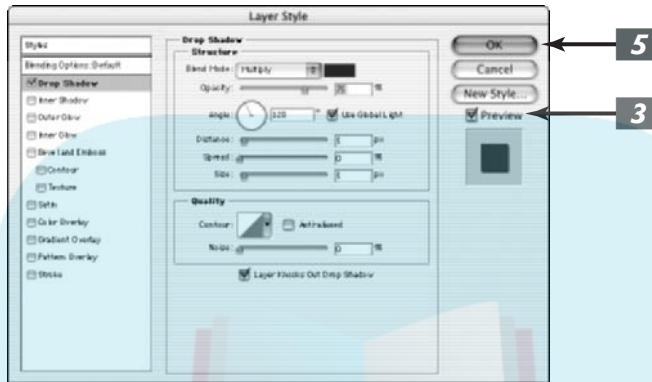 Layer Style
Styles
Blending Options: Default
Drop Shadow
Inner Shadow
Outer Glow
Inner Glow
Bevel and Emboss
Contour
Texture
Satin
Color Overlay
Gradient Overlay
Pattern Overlay
Stroke
Drop Shadow
Structure
Blend Mode: Multiply
Opacity: 75 %
Angle: 120 ° Use Global Light
Distance: px
Spread: 0 %
Size: px
Quality
Contour: Anti-aliased
Noise: 0 %
Layer Knocks Out Drop Shadow
OK
Cancel
New Style...
Preview
5
3